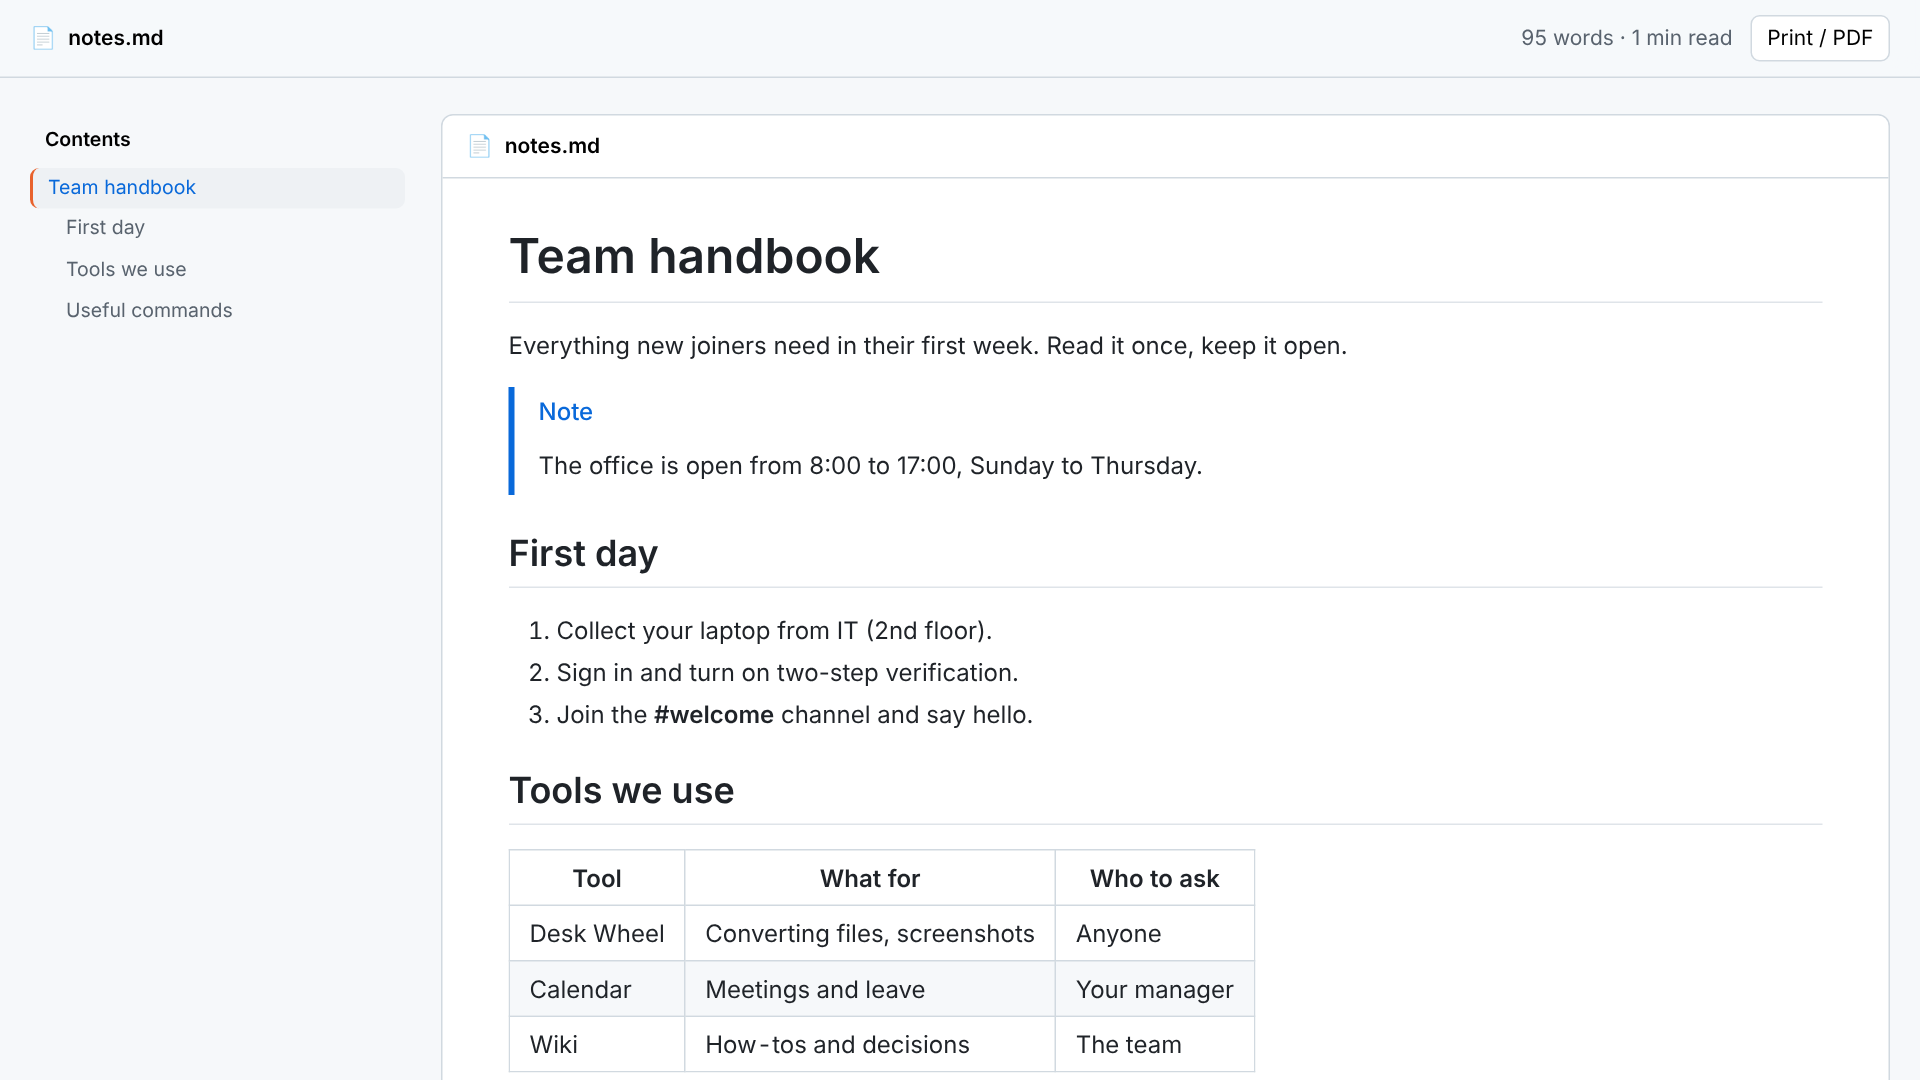 notes.md
95 words · 1 min read
Print / PDF
Contents
Team handbook
First day
Tools we use
Useful commands
notes.md
Team handbook
Everything new joiners need in their first week. Read it once, keep it open.
Note
The office is open from 8:00 to 17:00, Sunday to Thursday.
First day
1. Collect your laptop from IT (2nd floor).
2. Sign in and turn on two-step verification.
3. Join the #welcome channel and say hello.
Tools we use
Tool What for Who to ask
Desk Wheel Converting files, screenshots Anyone
Calendar Meetings and leave Your manager
Wiki How-tos and decisions The team